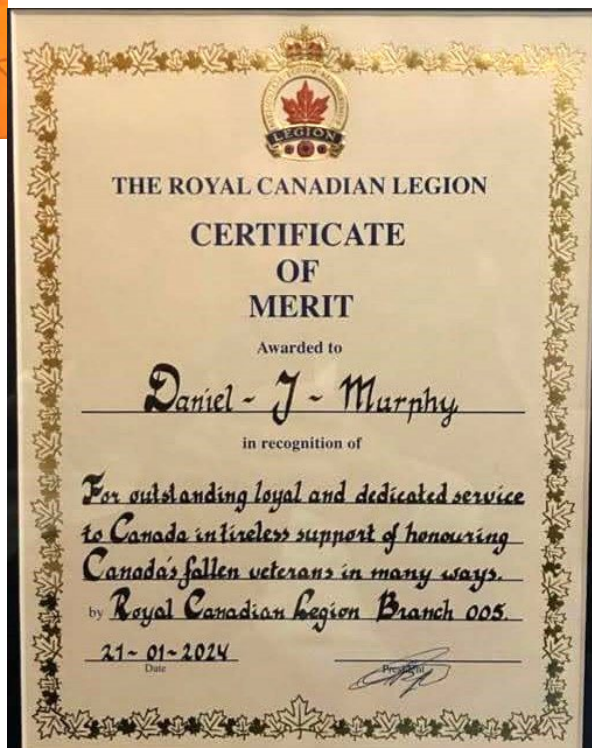 LEGION
THE ROYAL CANADIAN LEGION
CERTIFICATE
OF
MERIT
Awarded to
Daniel ~ J ~ Murphy
in recognition of
For outstanding loyal and dedicated service
to Canada in tireless support of honouring
Canada's fallen veterans in many ways.
by Royal Canadian Legion Branch 005.
21~01~2024
Date President